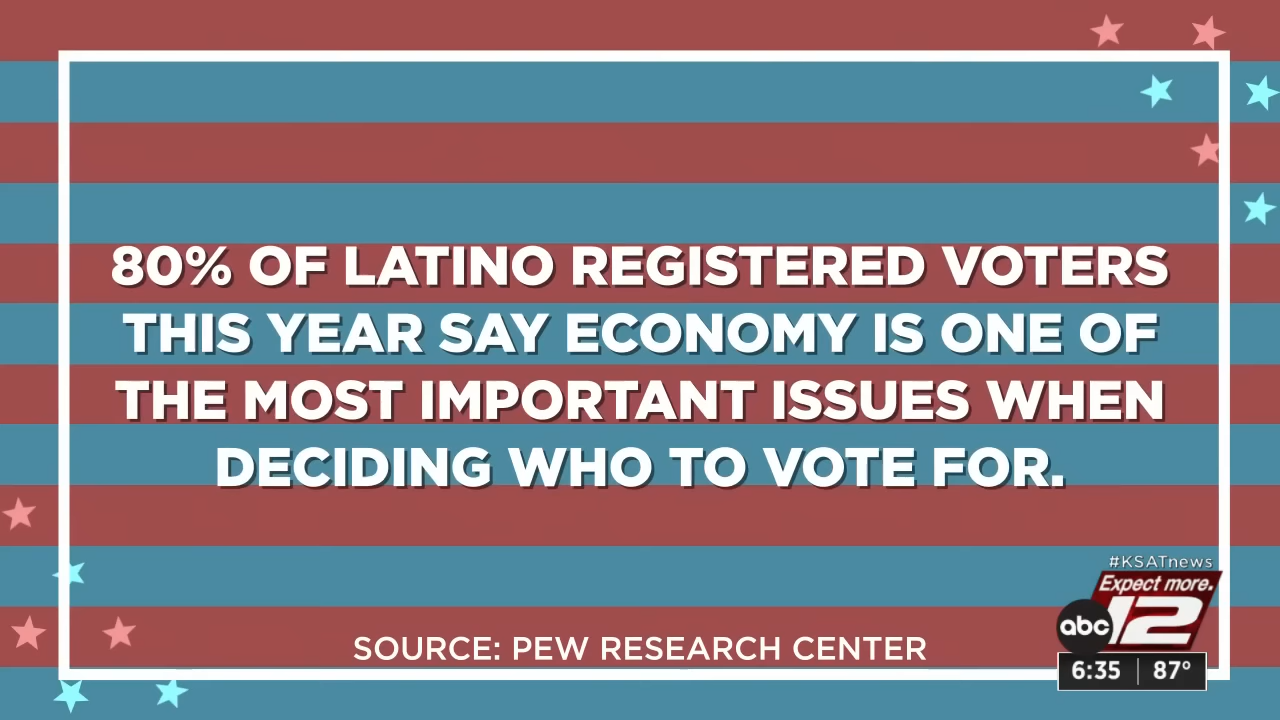 80% OF LATINO REGISTERED VOTERS
THIS YEAR SAY ECONOMY IS ONE OF
THE MOST IMPORTANT ISSUES WHEN
DECIDING WHO TO VOTE FOR.
SOURCE: PEW RESEARCH CENTER
#KSATnews
Expect more.
abc 12
6:35 87°